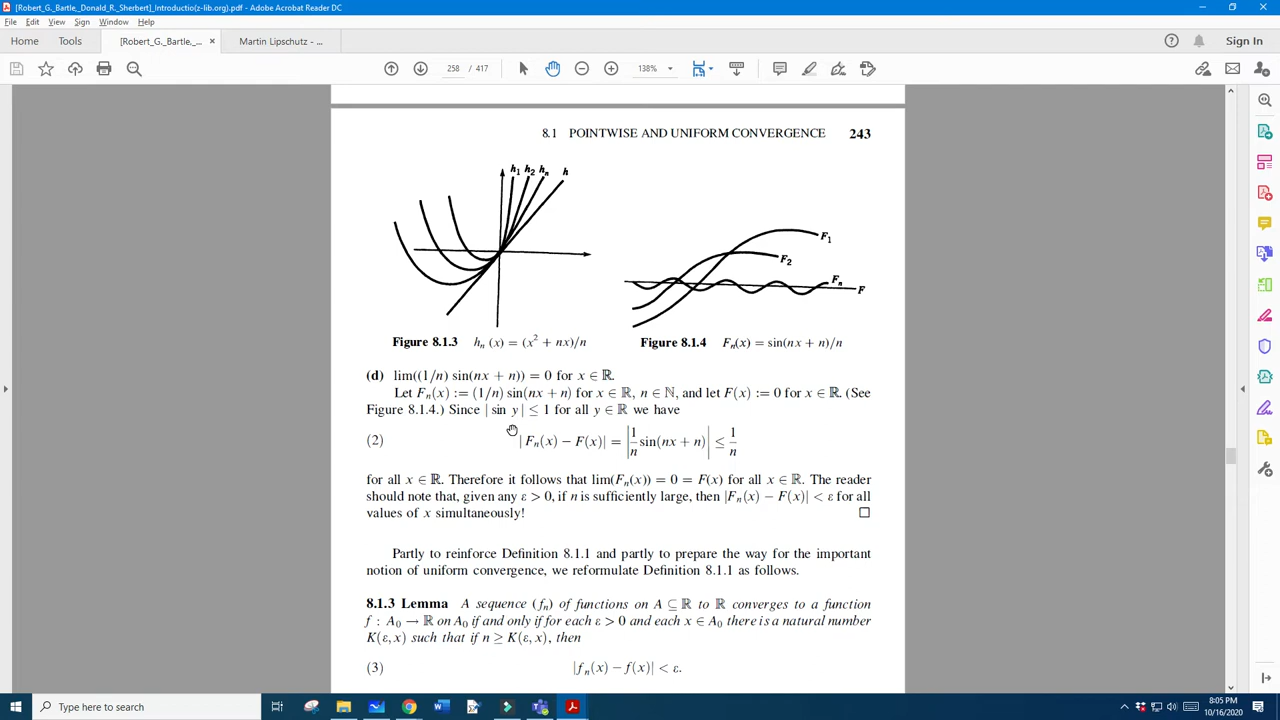 [Robert_G._Bartle_Donald_R._Sherbert]_Introductio(z-lib.org).pdf - Adobe Acrobat Reader DC
File Edit View Sign Window Help
Home Tools [Robert_G._Bartle,_... × Martin Lipschutz - ... Sign In
258 / 417 138%
8.1 POINTWISE AND UNIFORM CONVERGENCE 243
h₁ h₂ hₙ h
F₁
F₂
Fₙ
F
Figure 8.1.3 hₙ (x) = (x² + nx)/n
Figure 8.1.4 Fₙ(x) = sin(nx + n)/n
(d) lim((1/n) sin(nx + n)) = 0 for x ∈ ℝ.
Let Fₙ(x) := (1/n) sin(nx + n) for x ∈ ℝ, n ∈ ℕ, and let F(x) := 0 for x ∈ ℝ. (See
Figure 8.1.4.) Since | sin y | ≤ 1 for all y ∈ ℝ we have
(2) | Fₙ(x) − F(x)| = |1/n sin(nx + n)| ≤ 1/n
for all x ∈ ℝ. Therefore it follows that lim(Fₙ(x)) = 0 = F(x) for all x ∈ ℝ. The reader
should note that, given any ε > 0, if n is sufficiently large, then |Fₙ(x) − F(x)| < ε for all
values of x simultaneously! □
Partly to reinforce Definition 8.1.1 and partly to prepare the way for the important
notion of uniform convergence, we reformulate Definition 8.1.1 as follows.
8.1.3 Lemma A sequence (fₙ) of functions on A ⊆ ℝ to ℝ converges to a function
f : A₀ → ℝ on A₀ if and only if for each ε > 0 and each x ∈ A₀ there is a natural number
K(ε, x) such that if n ≥ K(ε, x), then
(3) |fₙ(x) − f(x)| < ε.
Type here to search
8:05 PM
10/16/2020